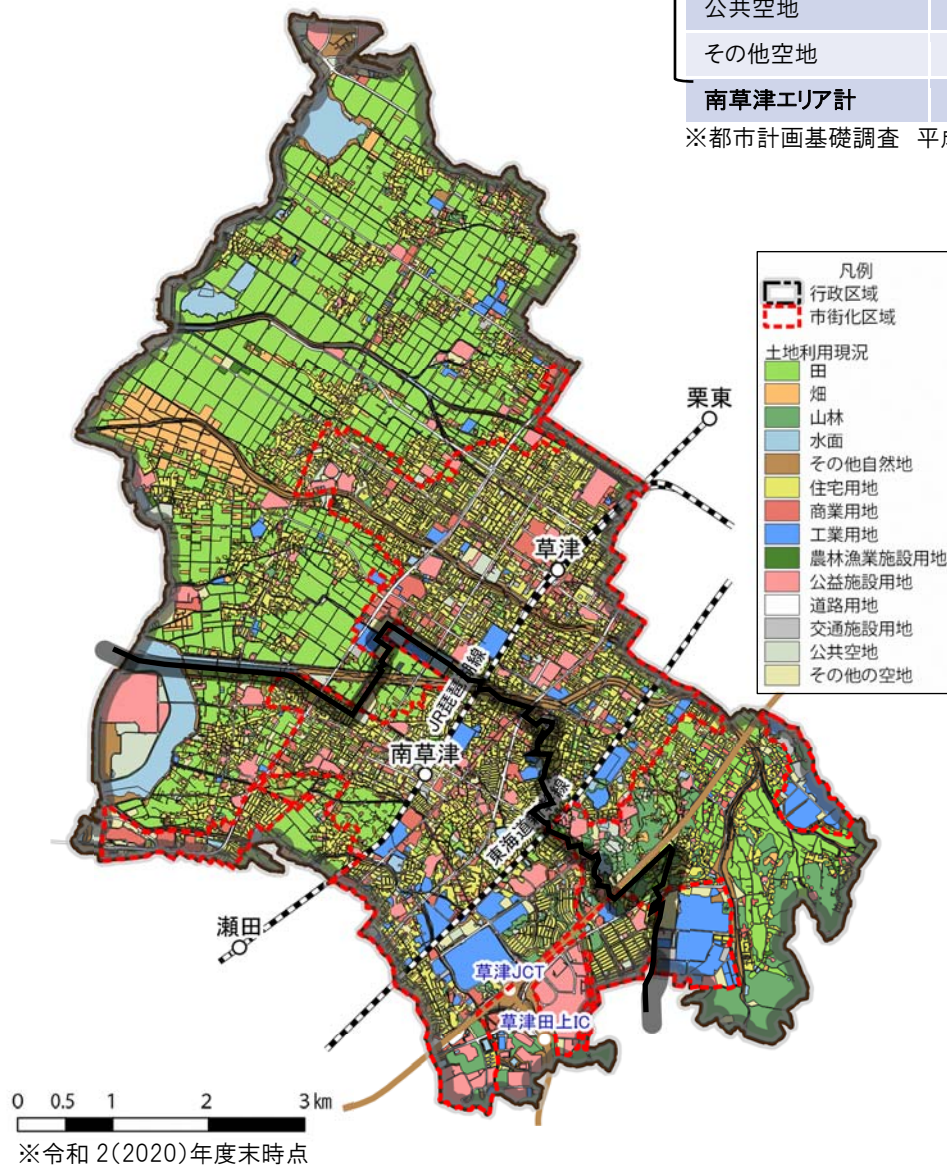 公共空地
その他空地
南草津エリア計
※都市計画基礎調査 平成
凡例
行政区域
市街化区域
土地利用現況
田
畑
山林
水面
その他自然地
住宅用地
商業用地
工業用地
農林漁業施設用地
公益施設用地
道路用地
交通施設用地
公共空地
その他の空地
栗東
草津
JR琵琶湖線
南草津
東海道
線
瀬田
草津JCT
草津田上IC
0 0.5 1 2 3 km
※令和 2(2020)年度末時点